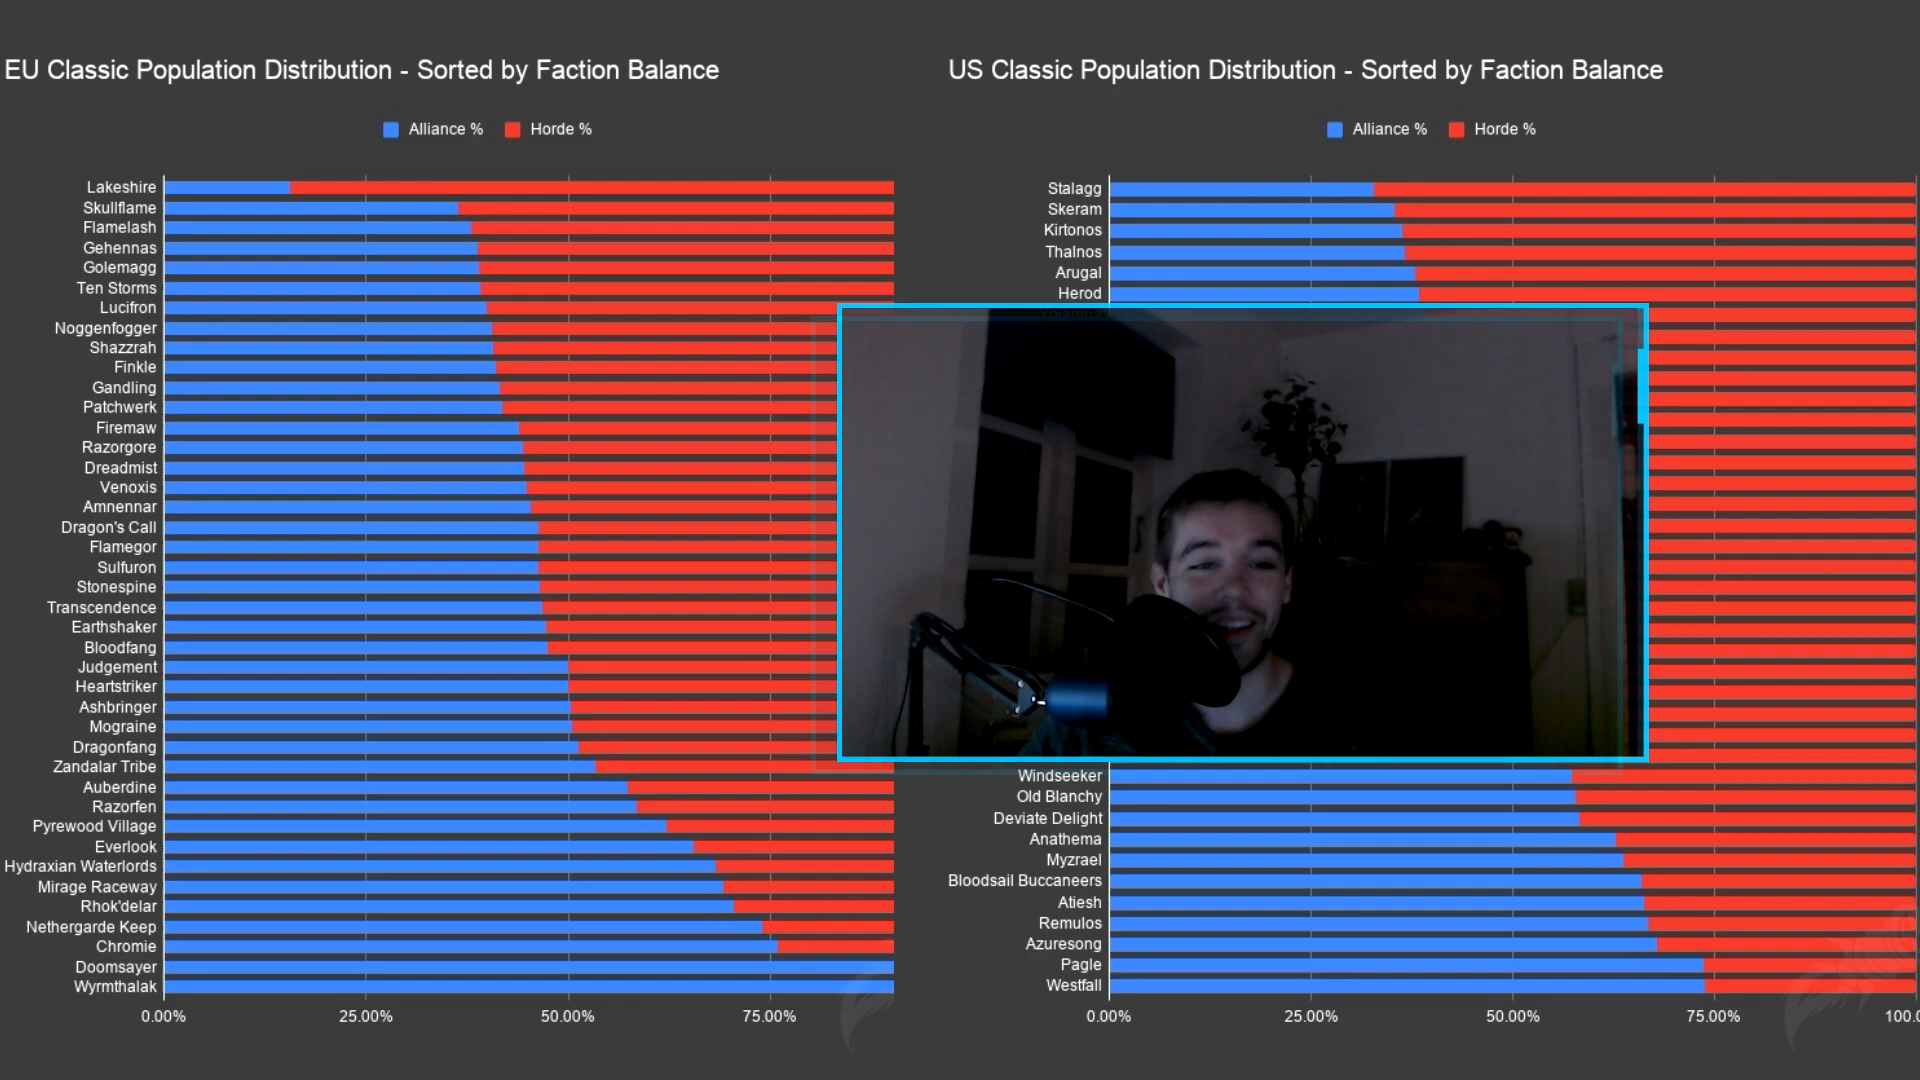 EU Classic Population Distribution - Sorted by Faction Balance
Alliance %
Horde %
Lakeshire
Skullflame
Flamelash
Gehennas
Golemagg
Ten Storms
Lucifron
Noggenfogger
Shazzrah
Finkle
Gandling
Patchwerk
Firemaw
Razorgore
Dreadmist
Venoxis
Amnennar
Dragon's Call
Flamegor
Sulfuron
Stonespine
Transcendence
Earthshaker
Bloodfang
Judgement
Heartstriker
Ashbringer
Mograine
Dragonfang
Zandalar Tribe
Auberdine
Razorfen
Pyrewood Village
Everlook
Hydraxian Waterlords
Mirage Raceway
Rhok'delar
Nethergarde Keep
Chromie
Doomsayer
Wyrmthalak
0.00%
25.00%
50.00%
75.00%
US Classic Population Distribution - Sorted by Faction Balance
Alliance %
Horde %
Stalagg
Skeram
Kirtonos
Thalnos
Arugal
Herod
Windseeker
Old Blanchy
Deviate Delight
Anathema
Myzrael
Bloodsail Buccaneers
Atiesh
Remulos
Azuresong
Pagle
Westfall
0.00%
25.00%
50.00%
75.00%